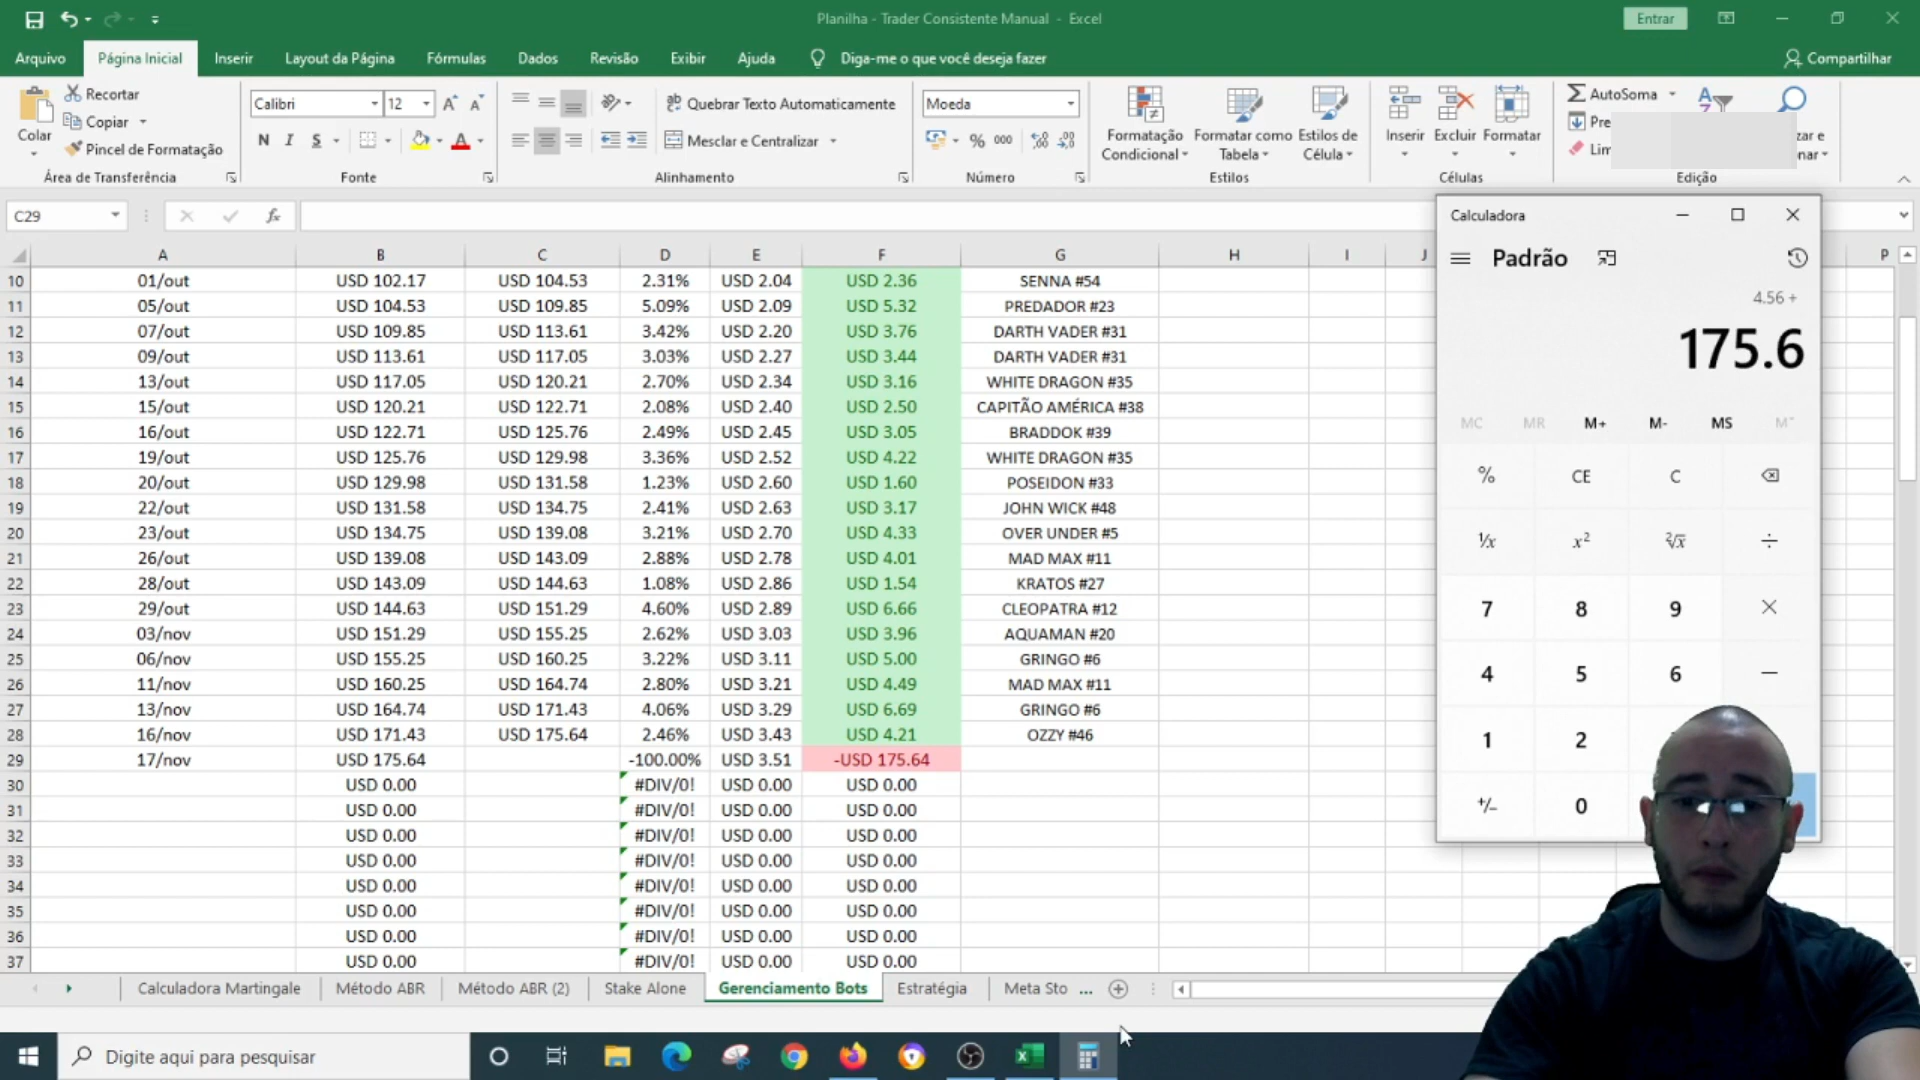 Planilha - Trader Consistente Manual - Excel
Entrar
Arquivo Página Inicial Inserir Layout da Página Fórmulas Dados Revisão Exibir Ajuda Diga-me o que você deseja fazer Compartilhar
Colar
Recortar
Copiar
Pincel de Formatação
Área de Transferência
Calibri 12
N I S
Fonte
Quebrar Texto Automaticamente
Mesclar e Centralizar
Alinhamento
Moeda
% 000
Número
Formatação Condicional
Formatar como Tabela
Estilos de Célula
Estilos
Inserir Excluir Formatar
Células
AutoSoma
Edição
C29
fx
A B C D E F G H I J P
10 01/out USD 102.17 USD 104.53 2.31% USD 2.04 USD 2.36 SENNA #54
11 05/out USD 104.53 USD 109.85 5.09% USD 2.09 USD 5.32 PREDADOR #23
12 07/out USD 109.85 USD 113.61 3.42% USD 2.20 USD 3.76 DARTH VADER #31
13 09/out USD 113.61 USD 117.05 3.03% USD 2.27 USD 3.44 DARTH VADER #31
14 13/out USD 117.05 USD 120.21 2.70% USD 2.34 USD 3.16 WHITE DRAGON #35
15 15/out USD 120.21 USD 122.71 2.08% USD 2.40 USD 2.50 CAPITÃO AMÉRICA #38
16 16/out USD 122.71 USD 125.76 2.49% USD 2.45 USD 3.05 BRADDOK #39
17 19/out USD 125.76 USD 129.98 3.36% USD 2.52 USD 4.22 WHITE DRAGON #35
18 20/out USD 129.98 USD 131.58 1.23% USD 2.60 USD 1.60 POSEIDON #33
19 22/out USD 131.58 USD 134.75 2.41% USD 2.63 USD 3.17 JOHN WICK #48
20 23/out USD 134.75 USD 139.08 3.21% USD 2.70 USD 4.33 OVER UNDER #5
21 26/out USD 139.08 USD 143.09 2.88% USD 2.78 USD 4.01 MAD MAX #11
22 28/out USD 143.09 USD 144.63 1.08% USD 2.86 USD 1.54 KRATOS #27
23 29/out USD 144.63 USD 151.29 4.60% USD 2.89 USD 6.66 CLEOPATRA #12
24 03/nov USD 151.29 USD 155.25 2.62% USD 3.03 USD 3.96 AQUAMAN #20
25 06/nov USD 155.25 USD 160.25 3.22% USD 3.11 USD 5.00 GRINGO #6
26 11/nov USD 160.25 USD 164.74 2.80% USD 3.21 USD 4.49 MAD MAX #11
27 13/nov USD 164.74 USD 171.43 4.06% USD 3.29 USD 6.69 GRINGO #6
28 16/nov USD 171.43 USD 175.64 2.46% USD 3.43 USD 4.21 OZZY #46
29 17/nov USD 175.64 -100.00% USD 3.51 -USD 175.64
30 USD 0.00 #DIV/0! USD 0.00 USD 0.00
31 USD 0.00 #DIV/0! USD 0.00 USD 0.00
32 USD 0.00 #DIV/0! USD 0.00 USD 0.00
33 USD 0.00 #DIV/0! USD 0.00 USD 0.00
34 USD 0.00 #DIV/0! USD 0.00 USD 0.00
35 USD 0.00 #DIV/0! USD 0.00 USD 0.00
36 USD 0.00 #DIV/0! USD 0.00 USD 0.00
37 USD 0.00 #DIV/0! USD 0.00 USD 0.00
Calculadora
Padrão
4.56 +
175.6
MC MR M+ M- MS M˅
% CE C
¹/x x² ²√x ÷
7 8 9 ×
4 5 6 −
1 2
+/− 0
Calculadora Martingale Método ABR Método ABR (2) Stake Alone Gerenciamento Bots Estratégia Meta Sto ...
Digite aqui para pesquisar